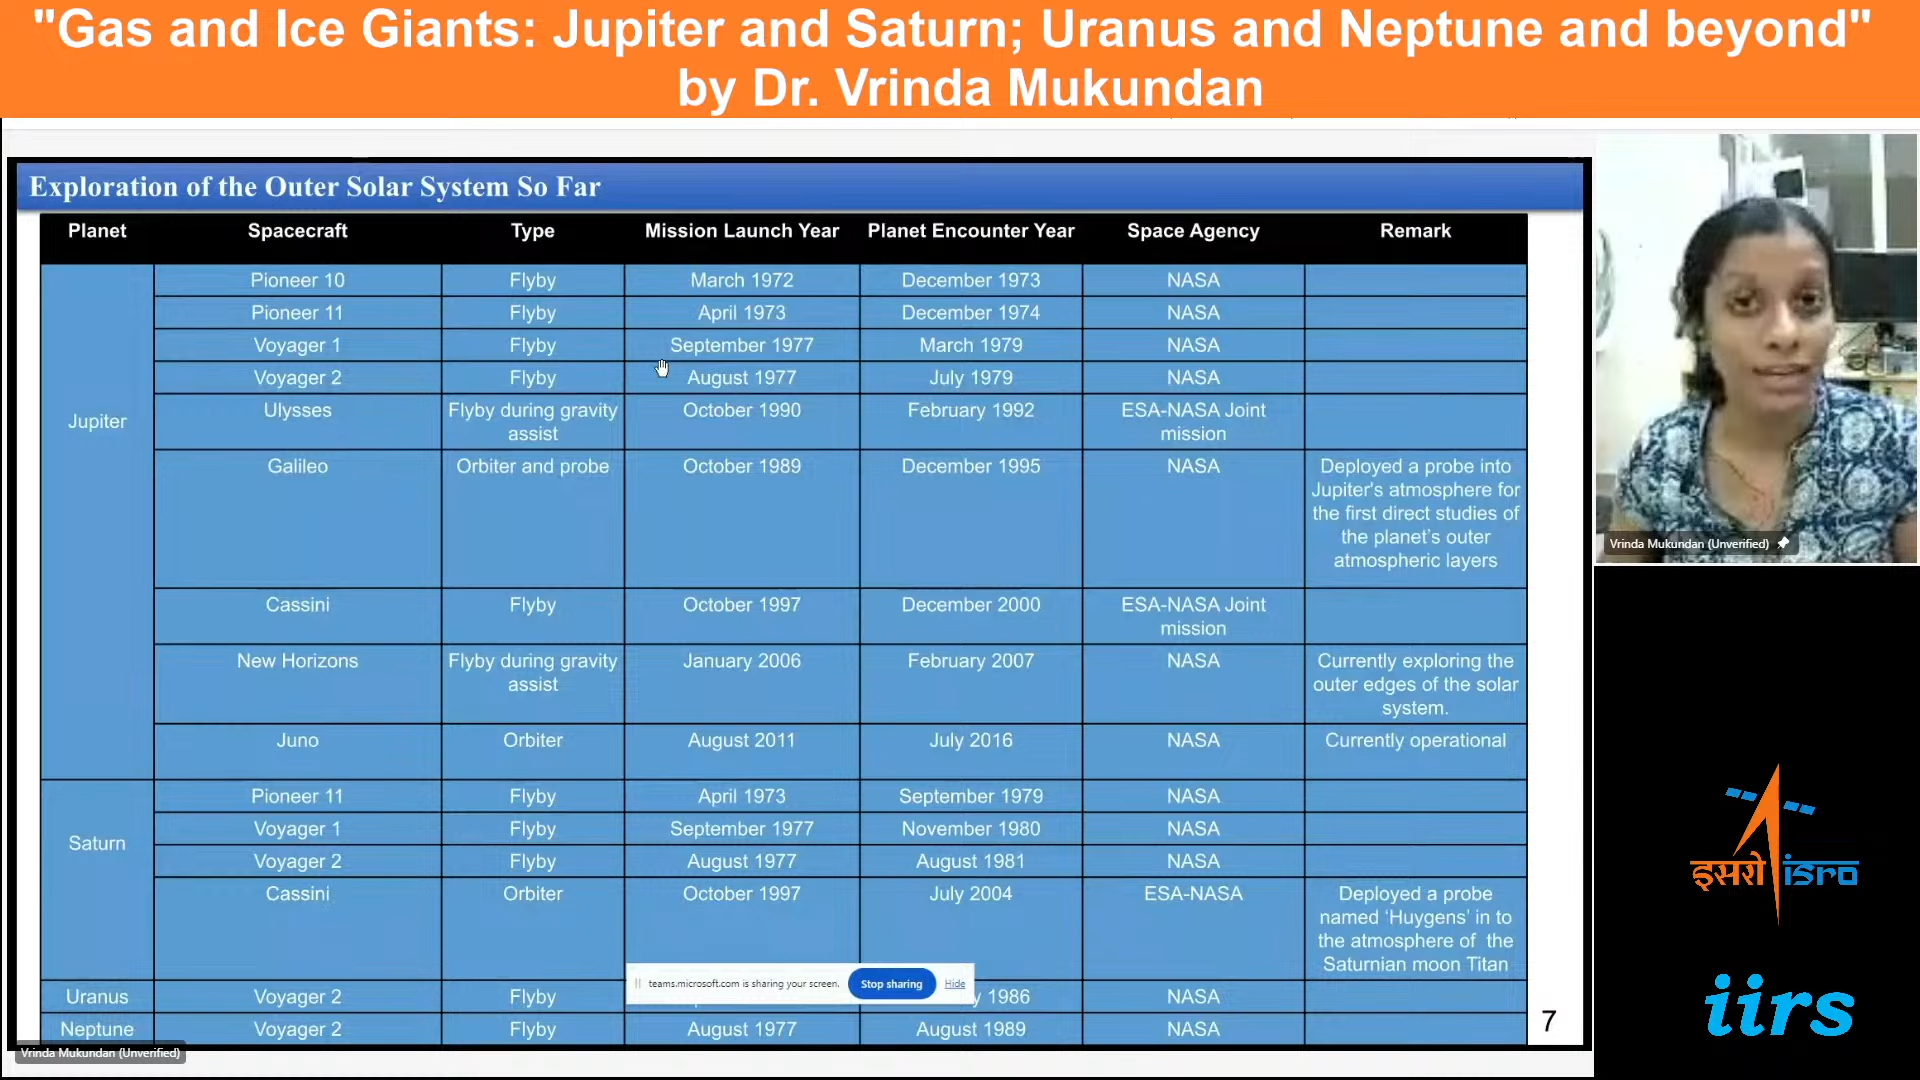 "Gas and Ice Giants: Jupiter and Saturn; Uranus and Neptune and beyond"
by Dr. Vrinda Mukundan
Exploration of the Outer Solar System So Far
Planet Spacecraft Type Mission Launch Year Planet Encounter Year Space Agency Remark
Jupiter
Pioneer 10 Flyby March 1972 December 1973 NASA
Pioneer 11 Flyby April 1973 December 1974 NASA
Voyager 1 Flyby September 1977 March 1979 NASA
Voyager 2 Flyby August 1977 July 1979 NASA
Ulysses Flyby during gravity October 1990 February 1992 ESA-NASA Joint
assist mission
Galileo Orbiter and probe October 1989 December 1995 NASA Deployed a probe into
Jupiter's atmosphere for
the first direct studies of
the planet's outer
atmospheric layers
Cassini Flyby October 1997 December 2000 ESA-NASA Joint
mission
New Horizons Flyby during gravity January 2006 February 2007 NASA Currently exploring the
assist outer edges of the solar
system.
Juno Orbiter August 2011 July 2016 NASA Currently operational
Saturn
Pioneer 11 Flyby April 1973 September 1979 NASA
Voyager 1 Flyby September 1977 November 1980 NASA
Voyager 2 Flyby August 1977 August 1981 NASA
Cassini Orbiter October 1997 July 2004 ESA-NASA Deployed a probe
named ‘Huygens’ in to
the atmosphere of the
Saturnian moon Titan
Uranus Voyager 2 Flyby y 1986 NASA
Neptune Voyager 2 Flyby August 1977 August 1989 NASA
teams.microsoft.com is sharing your screen. Stop sharing Hide
7
Vrinda Mukundan (Unverified)
Vrinda Mukundan (Unverified)
इसरो isro
iirs